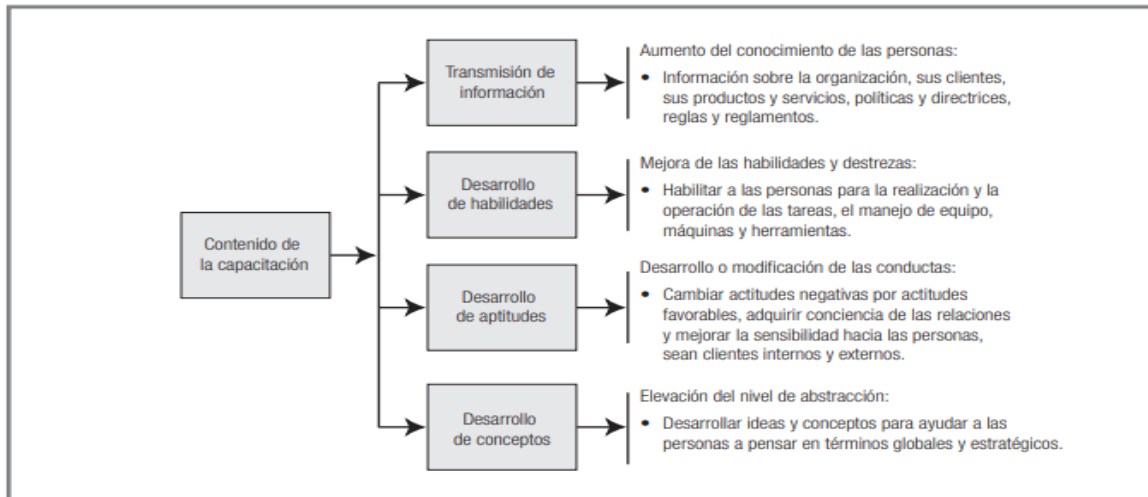 Contenido de
la capacitación
Transmisión de
información
Aumento del conocimiento de las personas:
• Información sobre la organización, sus clientes,
sus productos y servicios, políticas y directrices,
reglas y reglamentos.
Desarrollo
de habilidades
Mejora de las habilidades y destrezas:
• Habilitar a las personas para la realización y la
operación de las tareas, el manejo de equipo,
máquinas y herramientas.
Desarrollo
de aptitudes
Desarrollo o modificación de las conductas:
• Cambiar actitudes negativas por actitudes
favorables, adquirir conciencia de las relaciones
y mejorar la sensibilidad hacia las personas,
sean clientes internos y externos.
Desarrollo
de conceptos
Elevación del nivel de abstracción:
• Desarrollar ideas y conceptos para ayudar a las
personas a pensar en términos globales y estratégicos.